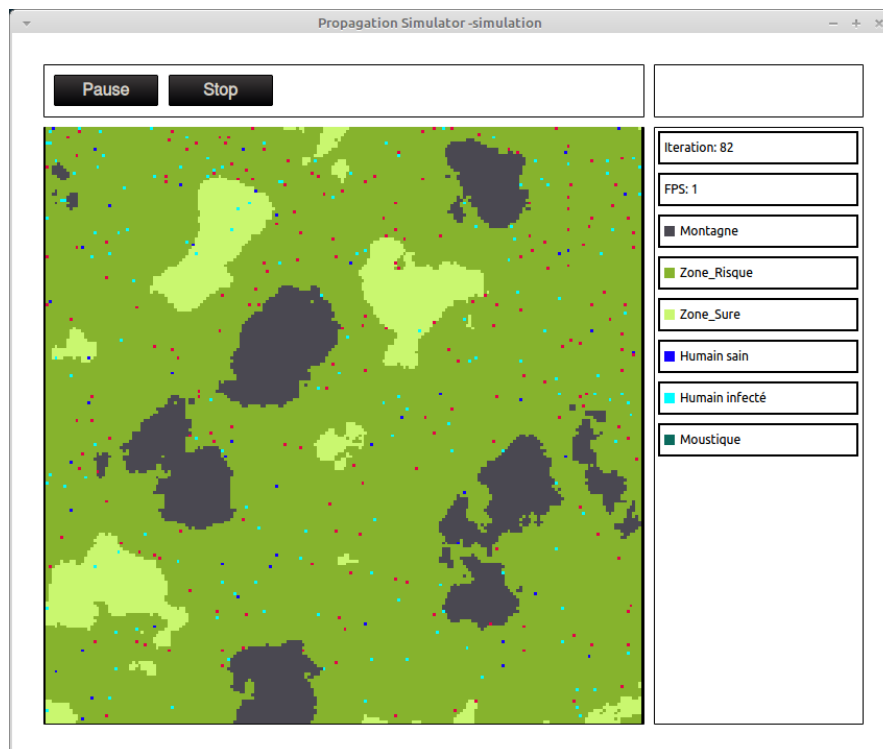 Propagation Simulator -simulation
Pause
Stop
Iteration: 82
FPS: 1
Montagne
Zone_Risque
Zone_Sure
Humain sain
Humain infecté
Moustique